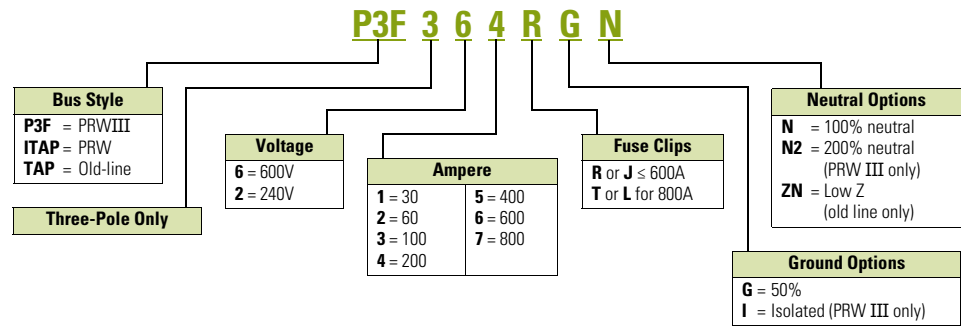 P3F 3 6 4 R G N
Bus Style
P3F = PRWIII
ITAP = PRW
TAP = Old-line
Three-Pole Only
Voltage
6 = 600V
2 = 240V
Ampere
1 = 30
2 = 60
3 = 100
4 = 200
5 = 400
6 = 600
7 = 800
Fuse Clips
R or J ≤ 600A
T or L for 800A
Neutral Options
N = 100% neutral
N2 = 200% neutral
(PRW III only)
ZN = Low Z
(old line only)
Ground Options
G = 50%
I = Isolated (PRW III only)